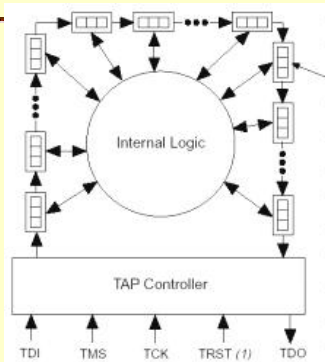 Internal Logic
TAP Controller
TDI TMS TCK TRST (1) TDO